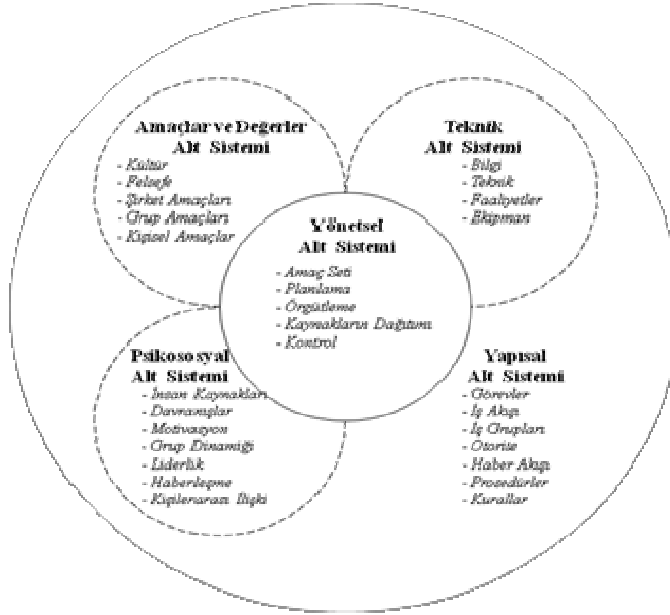 Amaçlar ve Değerler
Alt Sistemi
- Kültür
- Felsefe
- Şirket Amaçları
- Grup Amaçları
- Kişisel Amaçlar
Teknik
Alt Sistemi
- Bilgi
- Teknik
- Faaliyetler
- Ekipman
Yönetsel
Alt Sistemi
- Amaç Seti
- Planlama
- Örgütleme
- Kaynakların Dağıtımı
- Kontrol
Psikososyal
Alt Sistemi
- İnsan Kaynakları
- Davranışlar
- Motivasyon
- Grup Dinamiği
- Liderlik
- Haberleşme
- Kişilerarası İlişki
Yapısal
Alt Sistemi
- Görevler
- İş Akışı
- İş Grupları
- Otorite
- Haber Akışı
- Prosedürler
- Kurallar